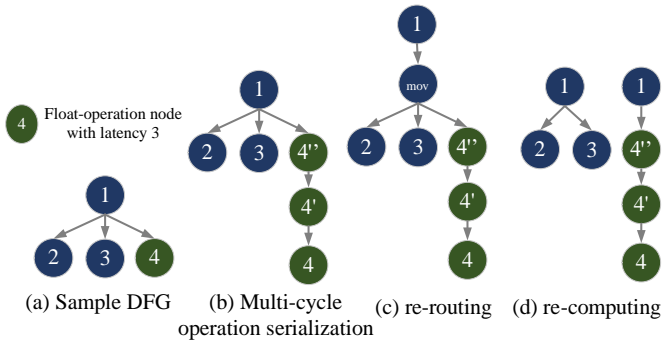 4 Float-operation node
with latency 3
1
2 3 4
(a) Sample DFG
1
2 3 4''
4'
4
(b) Multi-cycle
operation serialization
1
mov
2 3 4''
4'
4
(c) re-routing
1 1
2 3 4''
4'
4
(d) re-computing